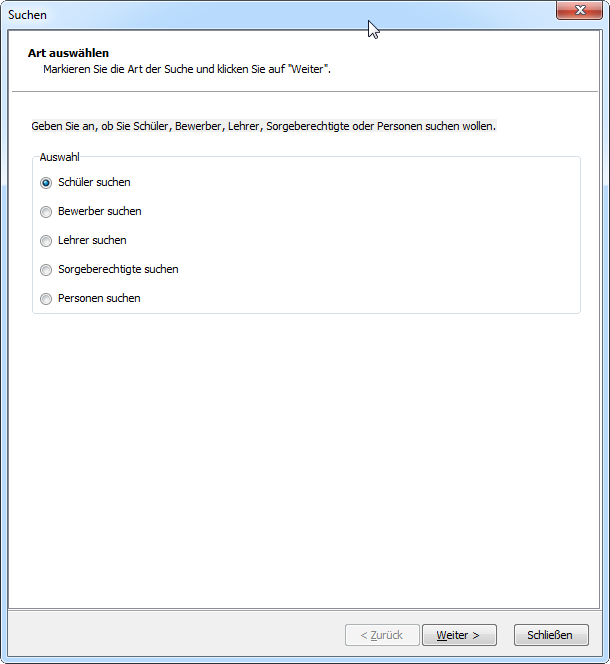 Suchen
Art auswählen
Markieren Sie die Art der Suche und klicken Sie auf "Weiter".
Geben Sie an, ob Sie Schüler, Bewerber, Lehrer, Sorgeberechtigte oder Personen suchen wollen.
Auswahl
Schüler suchen
Bewerber suchen
Lehrer suchen
Sorgeberechtigte suchen
Personen suchen
< Zurück
Weiter >
Schließen